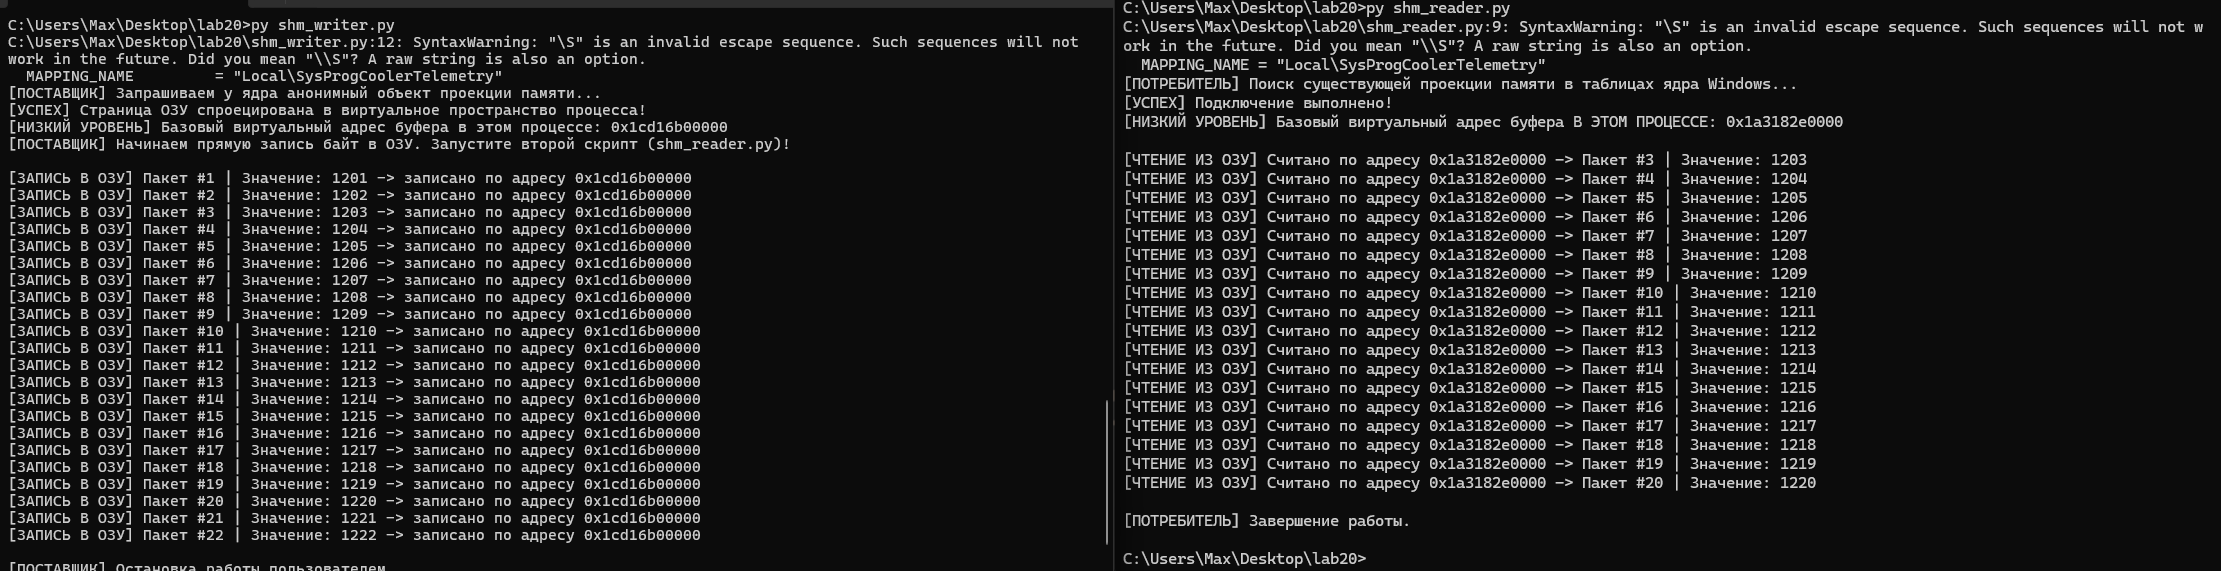 C:\Users\Max\Desktop\lab20>py shm_writer.py
C:\Users\Max\Desktop\lab20\shm_writer.py:12: SyntaxWarning: "\S" is an invalid escape sequence. Such sequences will not
work in the future. Did you mean "\\S"? A raw string is also an option.
  MAPPING_NAME         = "Local\SysProgCoolerTelemetry"
[ПОСТАВЩИК] Запрашиваем у ядра анонимный объект проекции памяти...
[УСПЕХ] Страница ОЗУ спроецирована в виртуальное пространство процесса!
[НИЗКИЙ УРОВЕНЬ] Базовый виртуальный адрес буфера в этом процессе: 0x1cd16b00000
[ПОСТАВЩИК] Начинаем прямую запись байт в ОЗУ. Запустите второй скрипт (shm_reader.py)!
[ЗАПИСЬ В ОЗУ] Пакет #1 | Значение: 1201 -> записано по адресу 0x1cd16b00000
[ЗАПИСЬ В ОЗУ] Пакет #2 | Значение: 1202 -> записано по адресу 0x1cd16b00000
[ЗАПИСЬ В ОЗУ] Пакет #3 | Значение: 1203 -> записано по адресу 0x1cd16b00000
[ЗАПИСЬ В ОЗУ] Пакет #4 | Значение: 1204 -> записано по адресу 0x1cd16b00000
[ЗАПИСЬ В ОЗУ] Пакет #5 | Значение: 1205 -> записано по адресу 0x1cd16b00000
[ЗАПИСЬ В ОЗУ] Пакет #6 | Значение: 1206 -> записано по адресу 0x1cd16b00000
[ЗАПИСЬ В ОЗУ] Пакет #7 | Значение: 1207 -> записано по адресу 0x1cd16b00000
[ЗАПИСЬ В ОЗУ] Пакет #8 | Значение: 1208 -> записано по адресу 0x1cd16b00000
[ЗАПИСЬ В ОЗУ] Пакет #9 | Значение: 1209 -> записано по адресу 0x1cd16b00000
[ЗАПИСЬ В ОЗУ] Пакет #10 | Значение: 1210 -> записано по адресу 0x1cd16b00000
[ЗАПИСЬ В ОЗУ] Пакет #11 | Значение: 1211 -> записано по адресу 0x1cd16b00000
[ЗАПИСЬ В ОЗУ] Пакет #12 | Значение: 1212 -> записано по адресу 0x1cd16b00000
[ЗАПИСЬ В ОЗУ] Пакет #13 | Значение: 1213 -> записано по адресу 0x1cd16b00000
[ЗАПИСЬ В ОЗУ] Пакет #14 | Значение: 1214 -> записано по адресу 0x1cd16b00000
[ЗАПИСЬ В ОЗУ] Пакет #15 | Значение: 1215 -> записано по адресу 0x1cd16b00000
[ЗАПИСЬ В ОЗУ] Пакет #16 | Значение: 1216 -> записано по адресу 0x1cd16b00000
[ЗАПИСЬ В ОЗУ] Пакет #17 | Значение: 1217 -> записано по адресу 0x1cd16b00000
[ЗАПИСЬ В ОЗУ] Пакет #18 | Значение: 1218 -> записано по адресу 0x1cd16b00000
[ЗАПИСЬ В ОЗУ] Пакет #19 | Значение: 1219 -> записано по адресу 0x1cd16b00000
[ЗАПИСЬ В ОЗУ] Пакет #20 | Значение: 1220 -> записано по адресу 0x1cd16b00000
[ЗАПИСЬ В ОЗУ] Пакет #21 | Значение: 1221 -> записано по адресу 0x1cd16b00000
[ЗАПИСЬ В ОЗУ] Пакет #22 | Значение: 1222 -> записано по адресу 0x1cd16b00000
[ПОСТАВЩИК] Остановка работы пользователем
C:\Users\Max\Desktop\lab20>py shm_reader.py
C:\Users\Max\Desktop\lab20\shm_reader.py:9: SyntaxWarning: "\S" is an invalid escape sequence. Such sequences will not w
ork in the future. Did you mean "\\S"? A raw string is also an option.
  MAPPING_NAME = "Local\SysProgCoolerTelemetry"
[ПОТРЕБИТЕЛЬ] Поиск существующей проекции памяти в таблицах ядра Windows...
[УСПЕХ] Подключение выполнено!
[НИЗКИЙ УРОВЕНЬ] Базовый виртуальный адрес буфера В ЭТОМ ПРОЦЕССЕ: 0x1a3182e0000
[ЧТЕНИЕ ИЗ ОЗУ] Считано по адресу 0x1a3182e0000 -> Пакет #3 | Значение: 1203
[ЧТЕНИЕ ИЗ ОЗУ] Считано по адресу 0x1a3182e0000 -> Пакет #4 | Значение: 1204
[ЧТЕНИЕ ИЗ ОЗУ] Считано по адресу 0x1a3182e0000 -> Пакет #5 | Значение: 1205
[ЧТЕНИЕ ИЗ ОЗУ] Считано по адресу 0x1a3182e0000 -> Пакет #6 | Значение: 1206
[ЧТЕНИЕ ИЗ ОЗУ] Считано по адресу 0x1a3182e0000 -> Пакет #7 | Значение: 1207
[ЧТЕНИЕ ИЗ ОЗУ] Считано по адресу 0x1a3182e0000 -> Пакет #8 | Значение: 1208
[ЧТЕНИЕ ИЗ ОЗУ] Считано по адресу 0x1a3182e0000 -> Пакет #9 | Значение: 1209
[ЧТЕНИЕ ИЗ ОЗУ] Считано по адресу 0x1a3182e0000 -> Пакет #10 | Значение: 1210
[ЧТЕНИЕ ИЗ ОЗУ] Считано по адресу 0x1a3182e0000 -> Пакет #11 | Значение: 1211
[ЧТЕНИЕ ИЗ ОЗУ] Считано по адресу 0x1a3182e0000 -> Пакет #12 | Значение: 1212
[ЧТЕНИЕ ИЗ ОЗУ] Считано по адресу 0x1a3182e0000 -> Пакет #13 | Значение: 1213
[ЧТЕНИЕ ИЗ ОЗУ] Считано по адресу 0x1a3182e0000 -> Пакет #14 | Значение: 1214
[ЧТЕНИЕ ИЗ ОЗУ] Считано по адресу 0x1a3182e0000 -> Пакет #15 | Значение: 1215
[ЧТЕНИЕ ИЗ ОЗУ] Считано по адресу 0x1a3182e0000 -> Пакет #16 | Значение: 1216
[ЧТЕНИЕ ИЗ ОЗУ] Считано по адресу 0x1a3182e0000 -> Пакет #17 | Значение: 1217
[ЧТЕНИЕ ИЗ ОЗУ] Считано по адресу 0x1a3182e0000 -> Пакет #18 | Значение: 1218
[ЧТЕНИЕ ИЗ ОЗУ] Считано по адресу 0x1a3182e0000 -> Пакет #19 | Значение: 1219
[ЧТЕНИЕ ИЗ ОЗУ] Считано по адресу 0x1a3182e0000 -> Пакет #20 | Значение: 1220
[ПОТРЕБИТЕЛЬ] Завершение работы.
C:\Users\Max\Desktop\lab20>